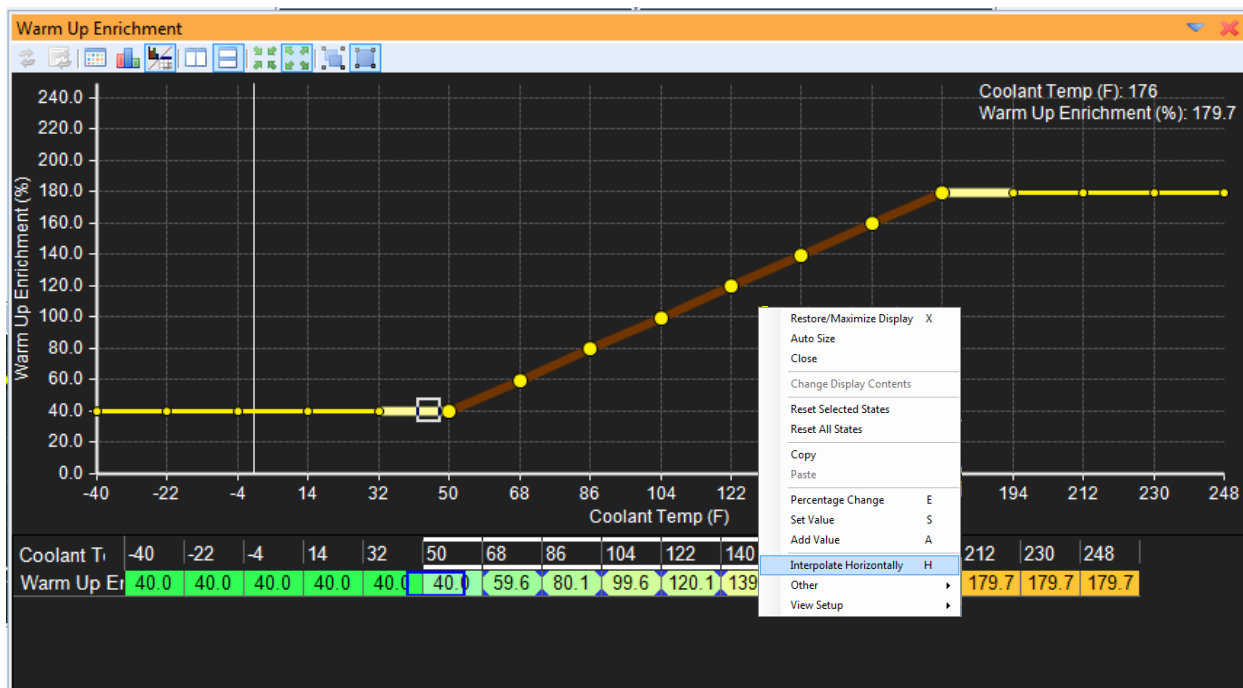 Warm Up Enrichment
Coolant Temp (F): 176
Warm Up Enrichment (%): 179.7
Warm Up Enrichment (%)
240.0
220.0
200.0
180.0
160.0
140.0
120.0
100.0
80.0
60.0
40.0
20.0
0.0
-40 -22 -4 14 32 50 68 86 104 122 194 212 230 248
Coolant Temp (F)
Restore/Maximize Display X
Auto Size
Close
Change Display Contents
Reset Selected States
Reset All States
Copy
Paste
Percentage Change E
Set Value S
Add Value A
Interpolate Horizontally H
Other
View Setup
Coolant T -40 -22 -4 14 32 50 68 86 104 122 140 212 230 248
Warm Up Er 40.0 40.0 40.0 40.0 40.0 40.0 59.6 80.1 99.6 120.1 139 179.7 179.7 179.7